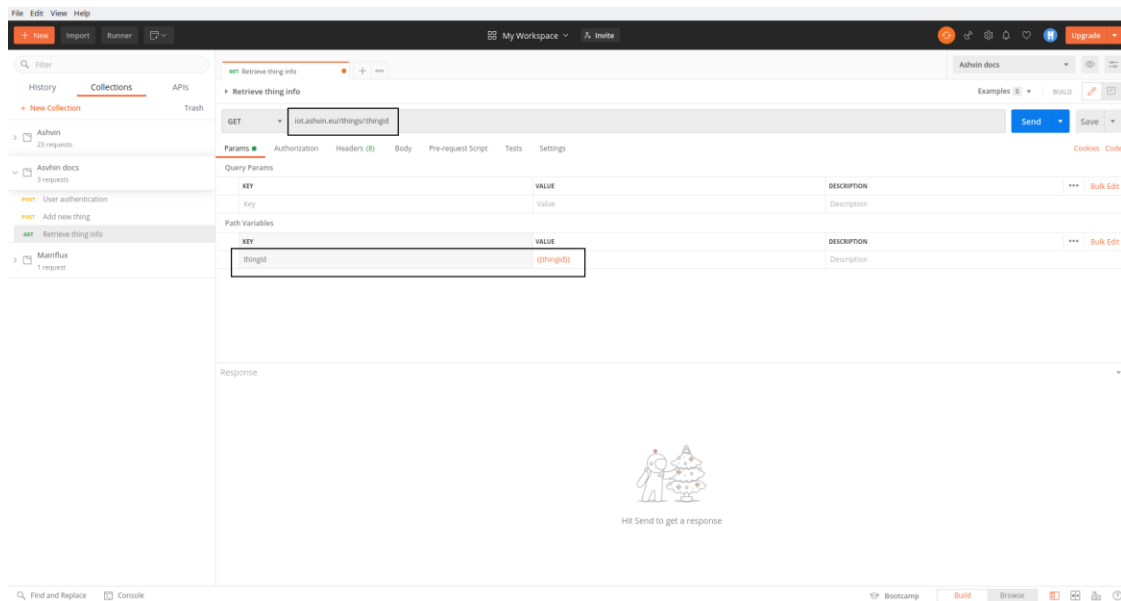 File Edit View Help
+ New Import Runner My Workspace Invite Upgrade
Filter
History Collections APIs
+ New Collection Trash
Ashvin
23 requests
Asvhin docs
3 requests
POST User authentication
POST Add new thing
GET Retrieve thing info
Mainflux
1 request
GET Retrieve thing info + ••• Ashvin docs
Retrieve thing info Examples 5 BUILD
GET iot.ashvin.eu//things/:thingid Send Save
Params Authorization Headers (8) Body Pre-request Script Tests Settings Cookies Code
Query Params
KEY VALUE DESCRIPTION ••• Bulk Edit
Key Value Description
Path Variables
KEY VALUE DESCRIPTION ••• Bulk Edit
thingid {{thingid}} Description
Response
Hit Send to get a response
Find and Replace Console Bootcamp Build Browse